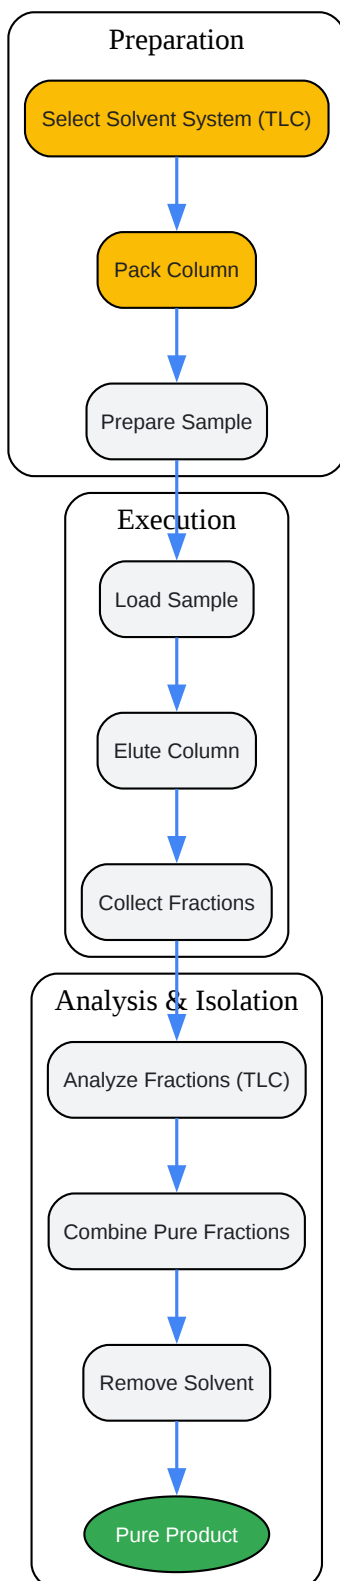 Preparation
Select Solvent System (TLC)
Pack Column
Prepare Sample
Execution
Load Sample
Elute Column
Collect Fractions
Analysis & Isolation
Analyze Fractions (TLC)
Combine Pure Fractions
Remove Solvent
Pure Product